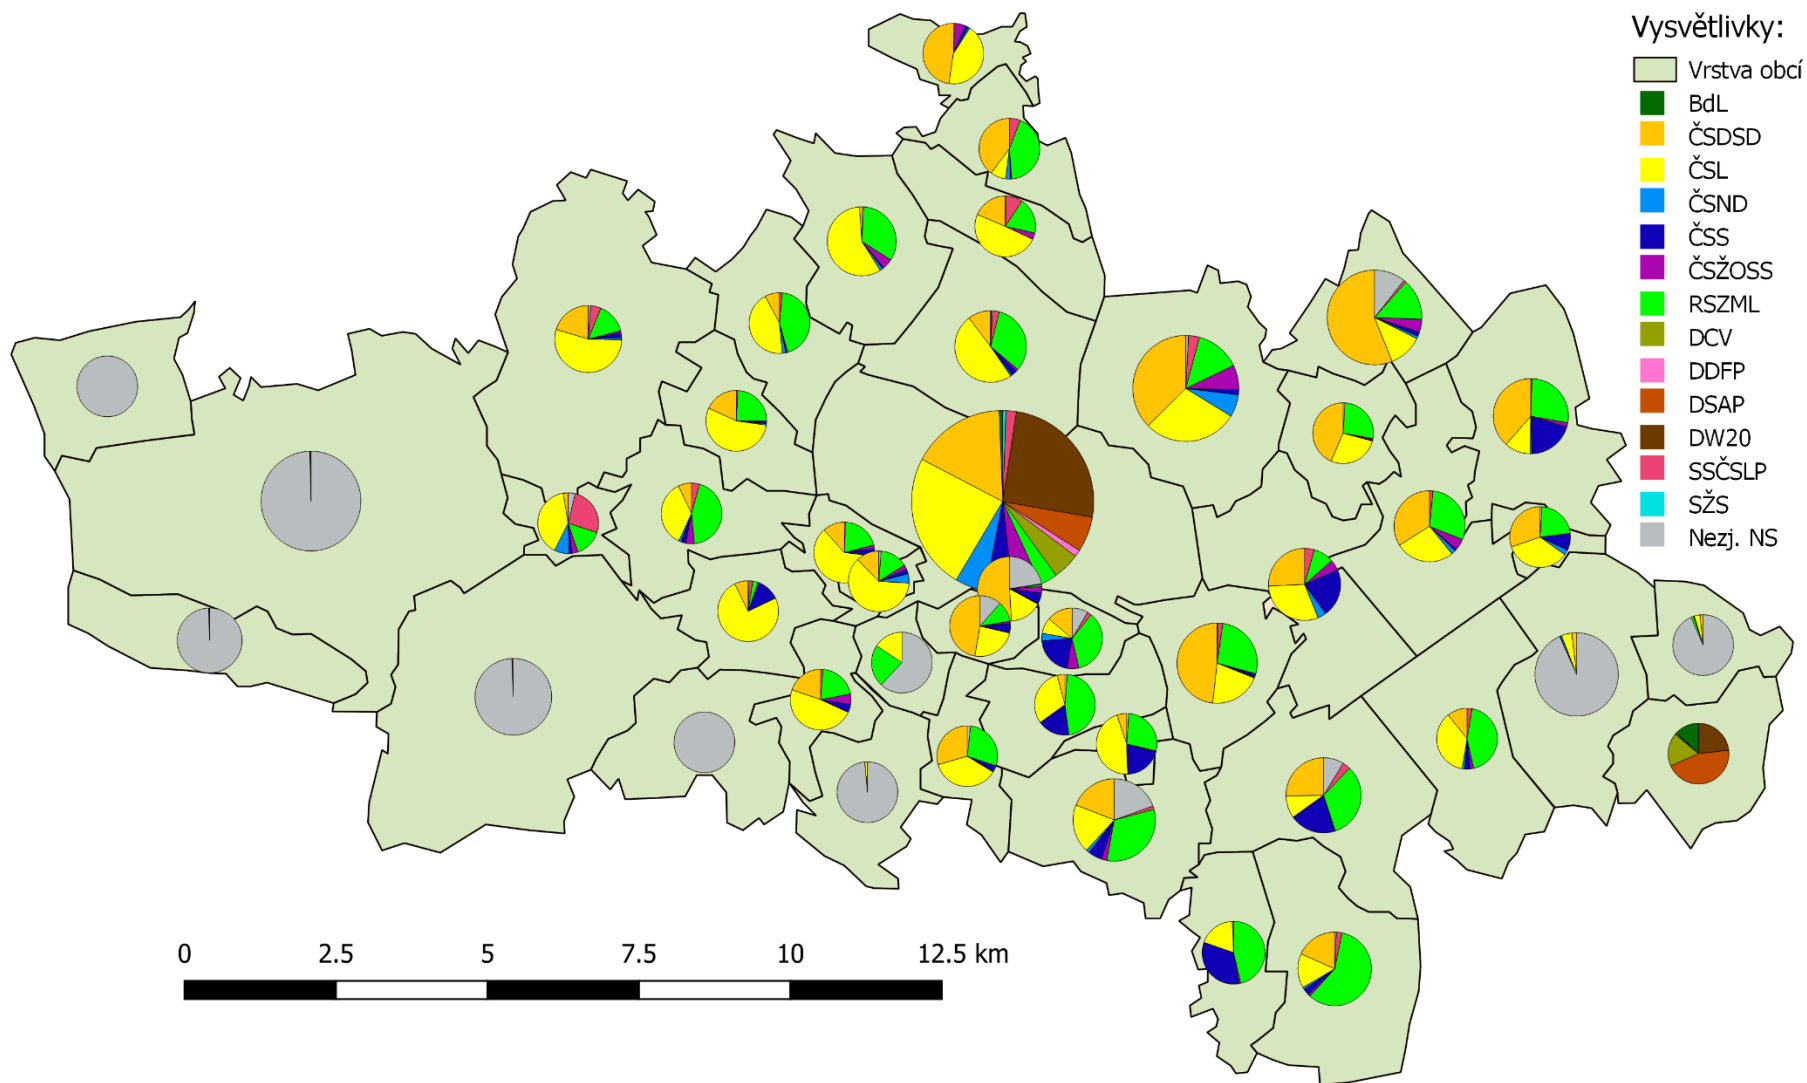 Vysvětlivky:
Vrstva obcí
BdL
ČSDSD
ČSL
ČSND
ČSS
ČSŽOSS
RSZML
DCV
DDFP
DSAP
DW20
SSČSLP
SŽS
Nezj. NS
0 2.5 5 7.5 10 12.5 km